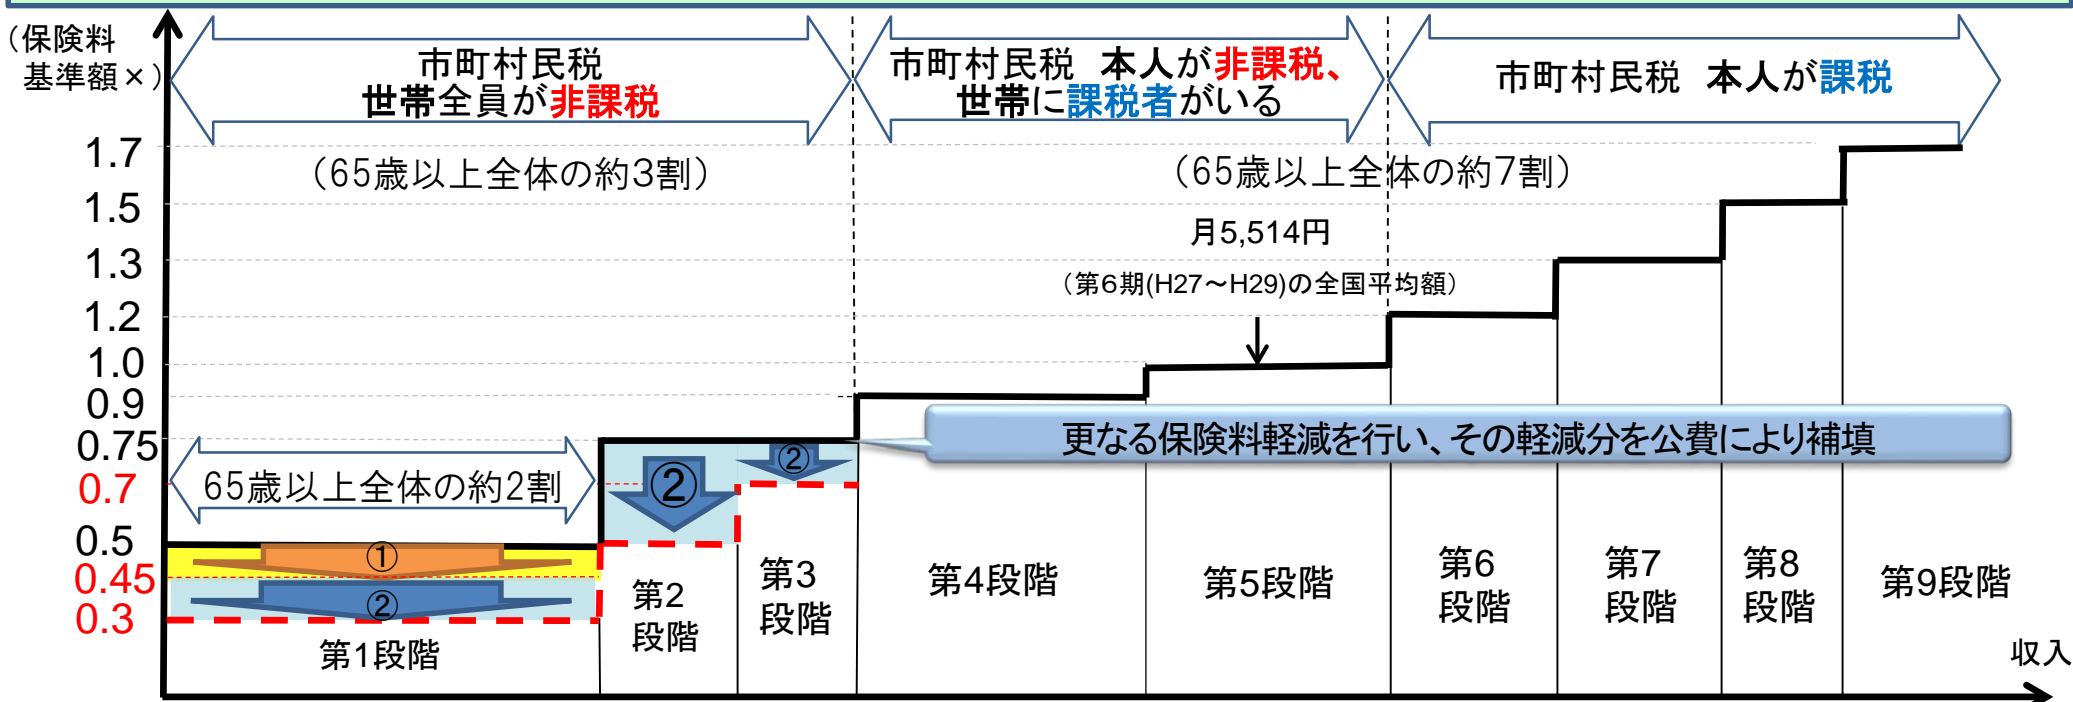 （保険料
基準額×）
市町村民税
世帯全員が非課税
市町村民税 本人が非課税、
世帯に課税者がいる
市町村民税 本人が課税
（65歳以上全体の約3割）
（65歳以上全体の約7割）
1.7
1.5
1.3
1.2
1.0
0.9
0.75
0.7
0.5
0.45
0.3
月5,514円
（第6期(H27～H29)の全国平均額）
更なる保険料軽減を行い、その軽減分を公費により補填
65歳以上全体の約2割
②
②
①
②
第1段階
第2
段階
第3
段階
第4段階
第5段階
第6
段階
第7
段階
第8
段階
第9段階
収入